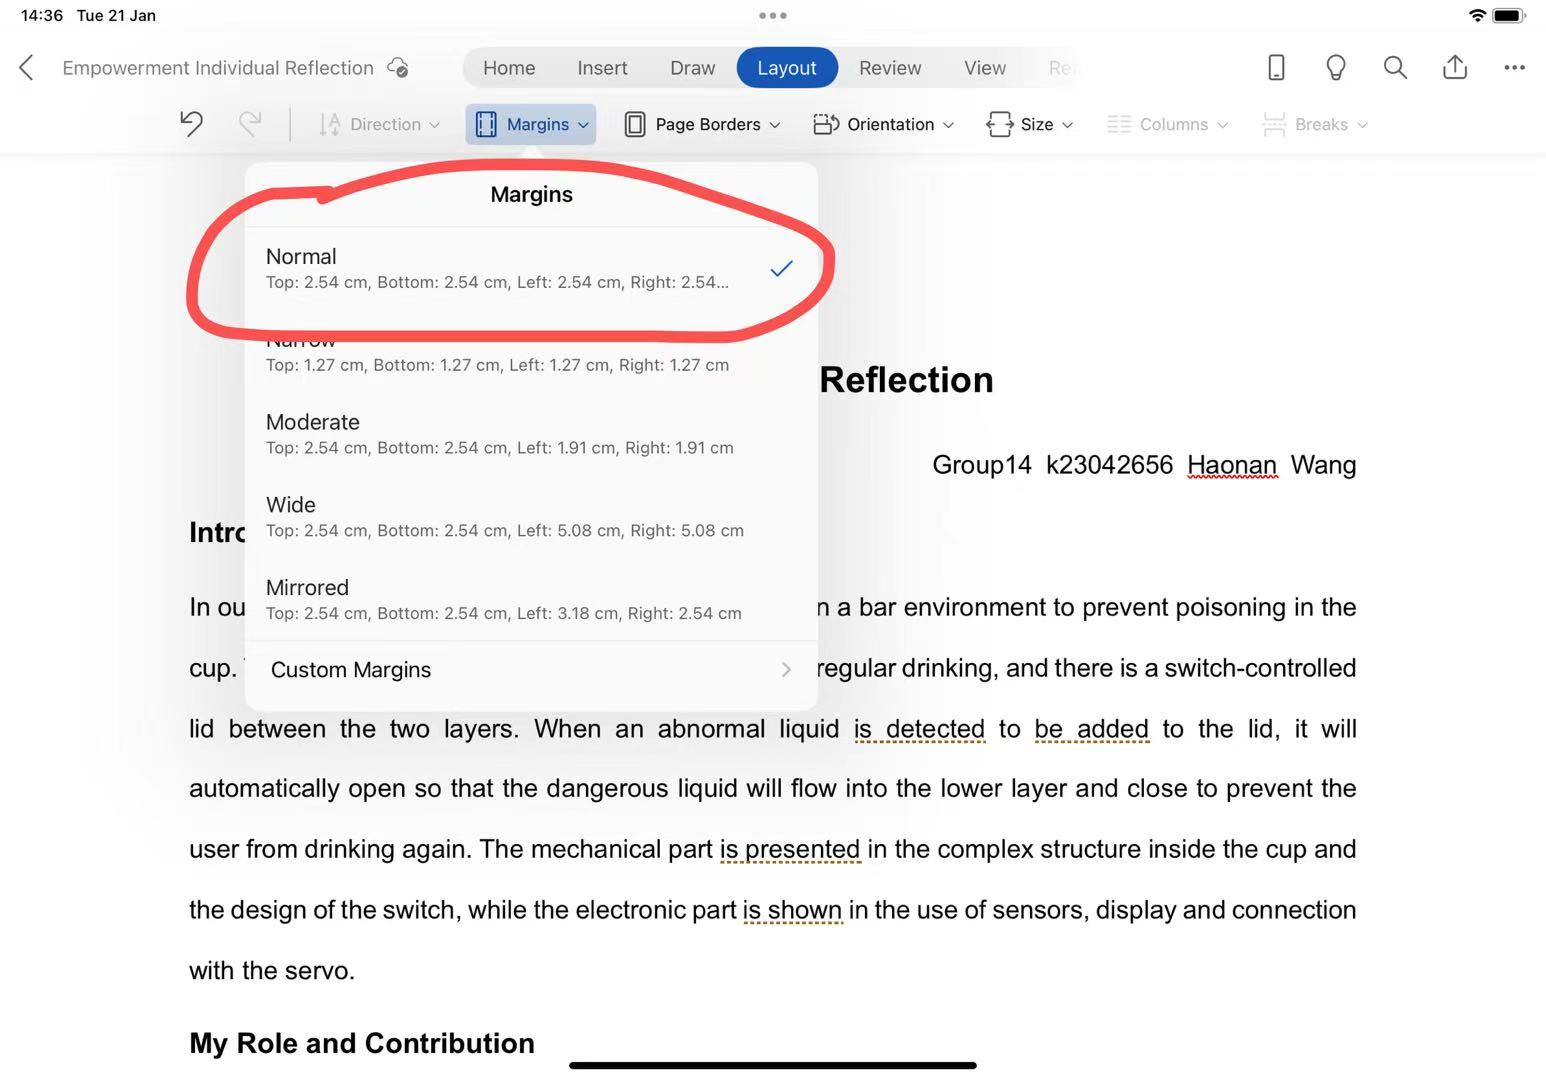 14:36 Tue 21 Jan
Empowerment Individual Reflection
Home Insert Draw Layout Review View Re
Direction Margins Page Borders Orientation Size Columns Breaks
Margins
Normal
Top: 2.54 cm, Bottom: 2.54 cm, Left: 2.54 cm, Right: 2.54...
Narrow
Top: 1.27 cm, Bottom: 1.27 cm, Left: 1.27 cm, Right: 1.27 cm
Moderate
Top: 2.54 cm, Bottom: 2.54 cm, Left: 1.91 cm, Right: 1.91 cm
Wide
Top: 2.54 cm, Bottom: 2.54 cm, Left: 5.08 cm, Right: 5.08 cm
Mirrored
Top: 2.54 cm, Bottom: 2.54 cm, Left: 3.18 cm, Right: 2.54 cm
Custom Margins
Reflection
Group14 k23042656 Haonan Wang
Intro
In ou n a bar environment to prevent poisoning in the
cup. regular drinking, and there is a switch-controlled
lid between the two layers. When an abnormal liquid is detected to be added to the lid, it will
automatically open so that the dangerous liquid will flow into the lower layer and close to prevent the
user from drinking again. The mechanical part is presented in the complex structure inside the cup and
the design of the switch, while the electronic part is shown in the use of sensors, display and connection
with the servo.
My Role and Contribution